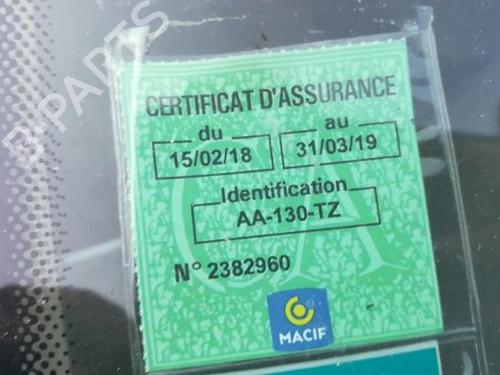 B-PARTS
CERTIFICAT D'ASSURANCE
du au
15/02/18 31/03/19
Identification
AA-130-TZ
N° 2382960
MACIF